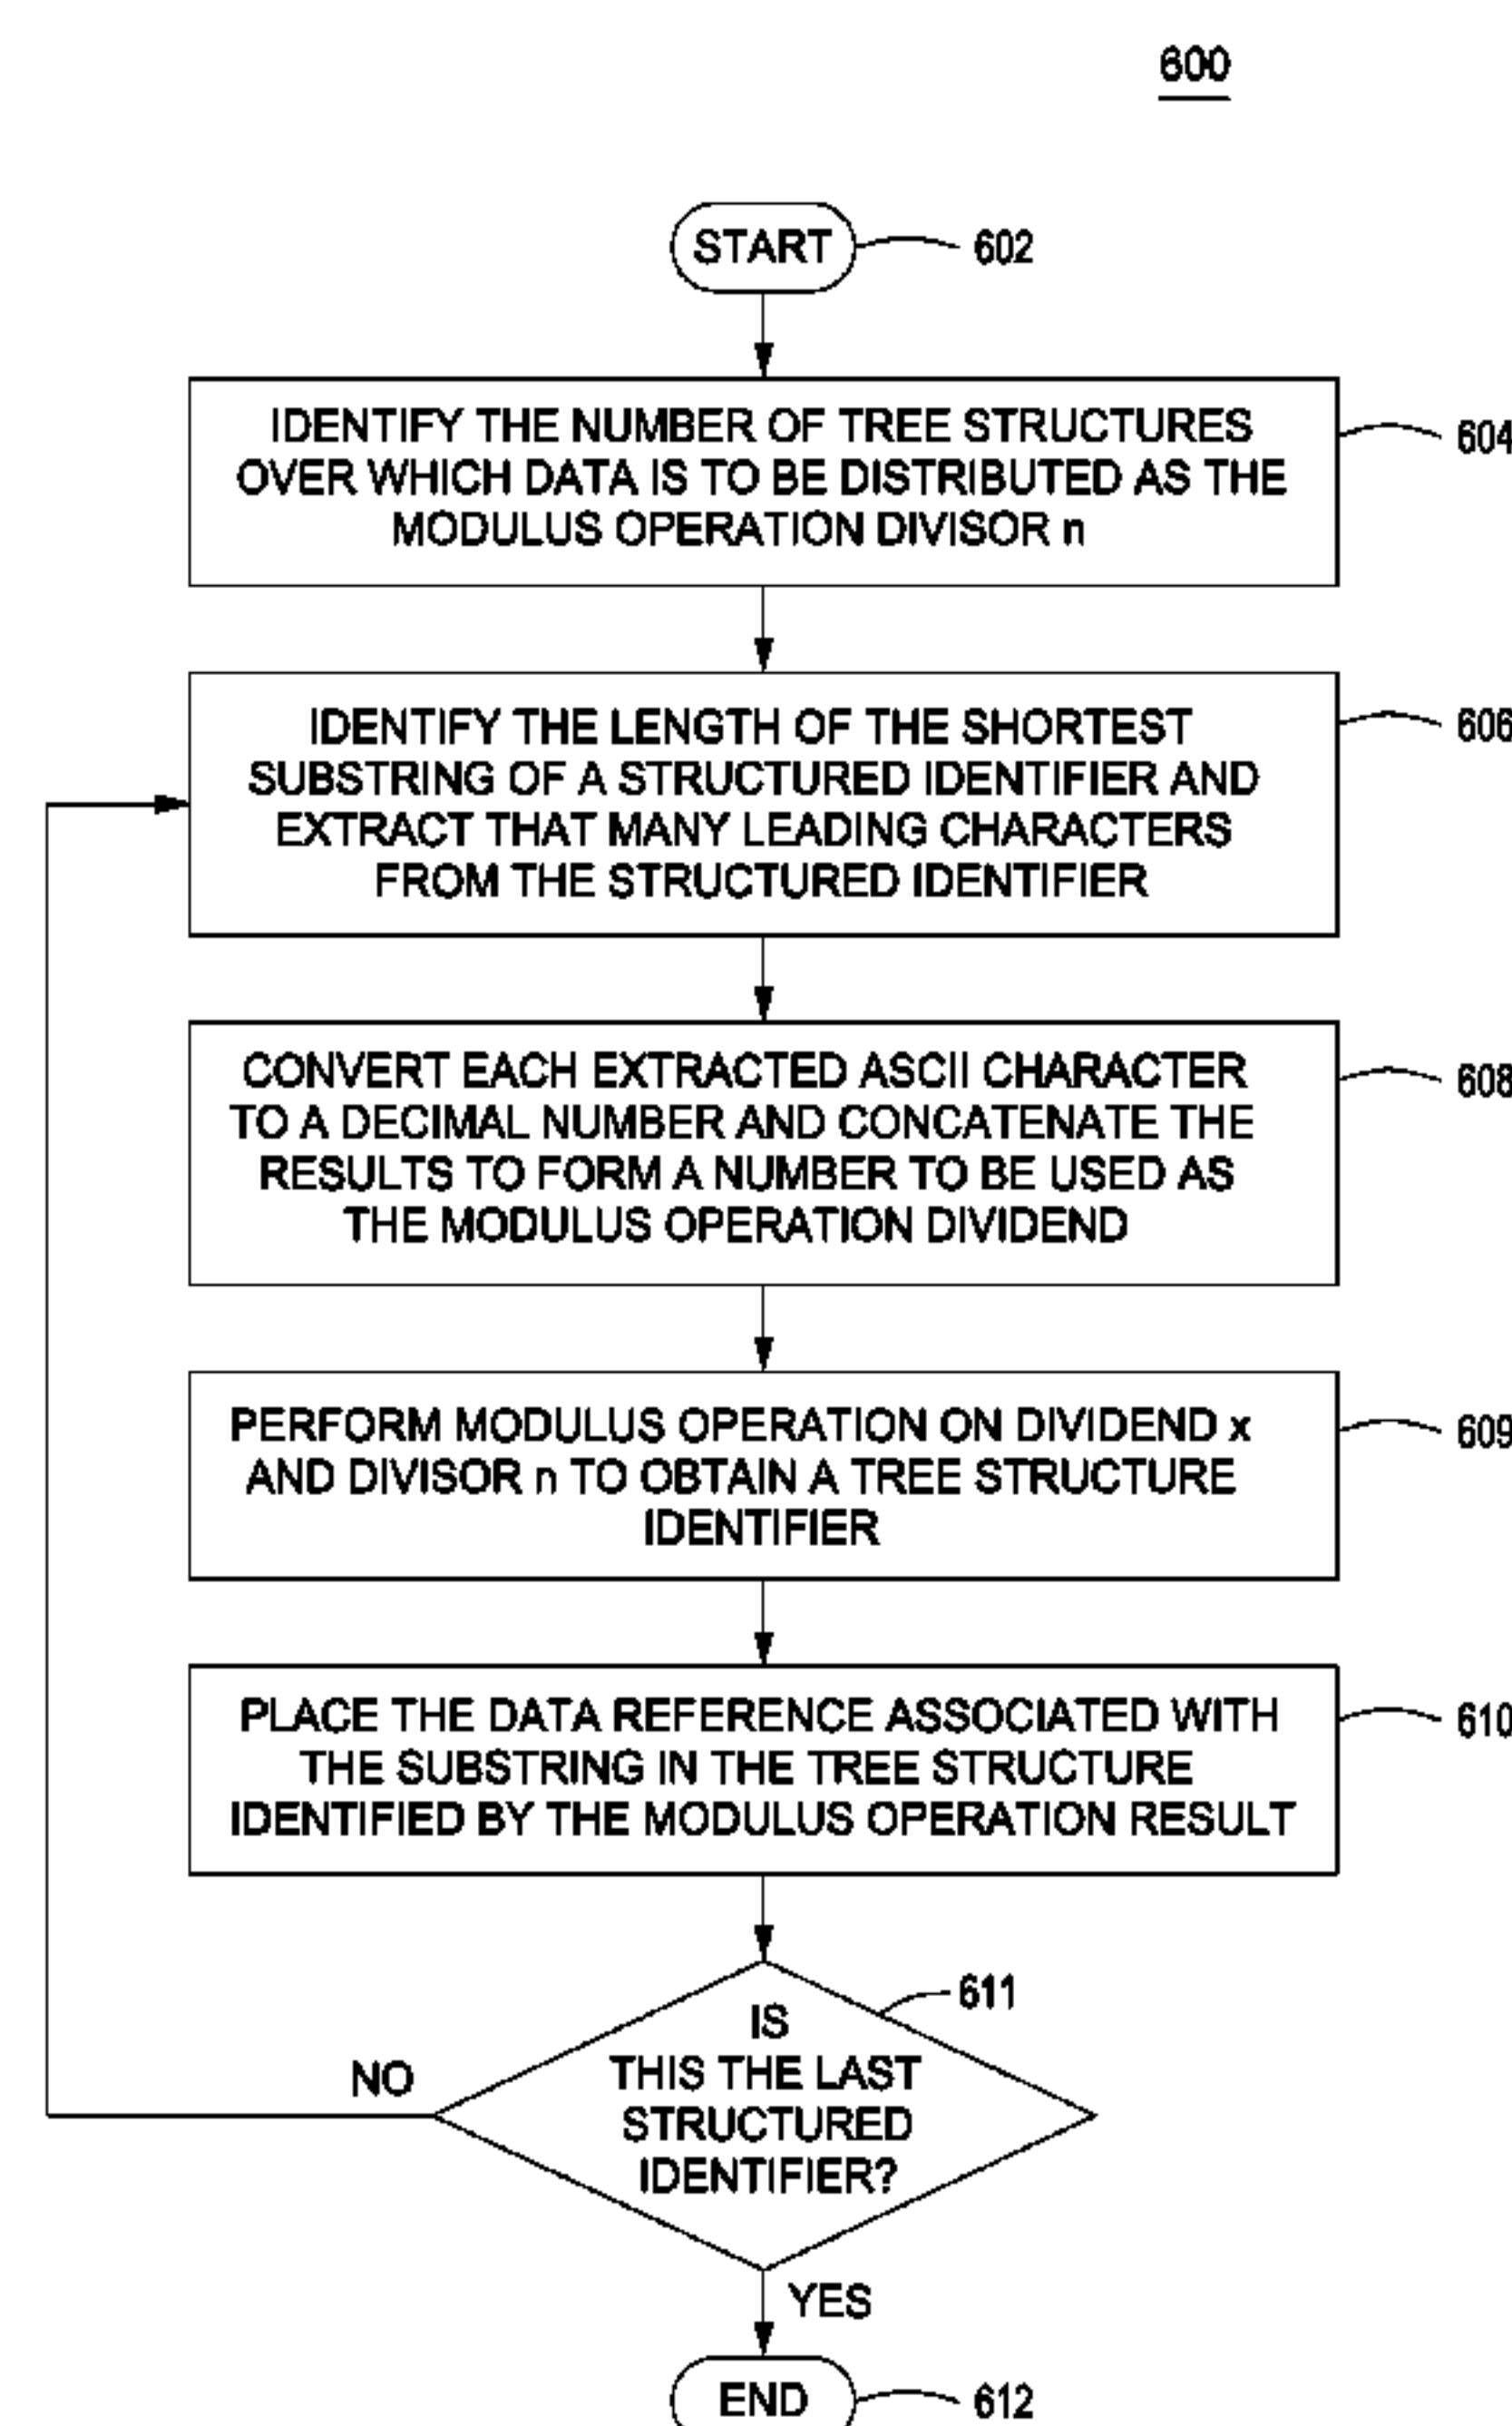 600
START
602
IDENTIFY THE NUMBER OF TREE STRUCTURES
OVER WHICH DATA IS TO BE DISTRIBUTED AS THE
MODULUS OPERATION DIVISOR n
604
IDENTIFY THE LENGTH OF THE SHORTEST
SUBSTRING OF A STRUCTURED IDENTIFIER AND
EXTRACT THAT MANY LEADING CHARACTERS
FROM THE STRUCTURED IDENTIFIER
606
CONVERT EACH EXTRACTED ASCII CHARACTER
TO A DECIMAL NUMBER AND CONCATENATE THE
RESULTS TO FORM A NUMBER TO BE USED AS
THE MODULUS OPERATION DIVIDEND
608
PERFORM MODULUS OPERATION ON DIVIDEND x
AND DIVISOR n TO OBTAIN A TREE STRUCTURE
IDENTIFIER
609
PLACE THE DATA REFERENCE ASSOCIATED WITH
THE SUBSTRING IN THE TREE STRUCTURE
IDENTIFIED BY THE MODULUS OPERATION RESULT
610
IS
THIS THE LAST
STRUCTURED
IDENTIFIER?
611
NO
YES
END
612